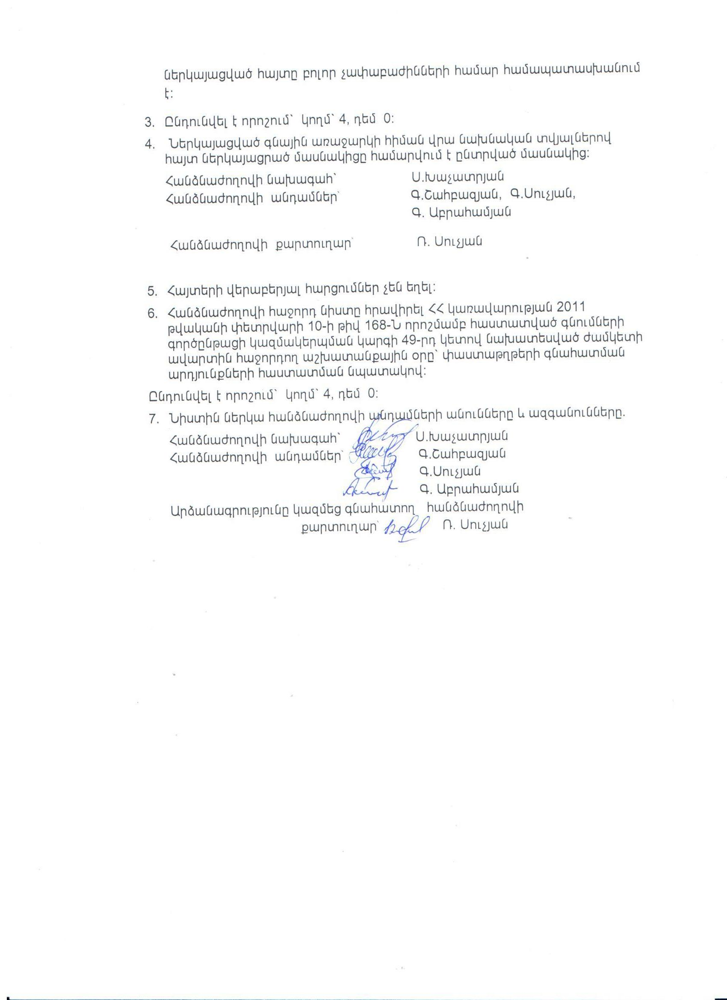 ներկայացված հայտը բոլոր չափաբաժինների համար համապատասխանում
է:
3. Ընդունվել է որոշում՝ կողմ՝ 4, դեմ 0:
4. Ներկայացված գնային առաջարկի հիման վրա նախնական տվյալներով
հայտ ներկայացրած մասնակիցը համարվում է ընտրված մասնակից:
Հանձնաժողովի նախագահ՝ Ս.Խաչատրյան
Հանձնաժողովի անդամներ՝ Գ.Շահբազյան, Գ.Սուչյան,
Գ. Աբրահամյան
Հանձնաժողովի քարտուղար՝ Ռ. Սուչյան
5. Հայտերի վերաբերյալ հարցումներ չեն եղել:
6. Հանձնաժողովի հաջորդ նիստը հրավիրել ՀՀ կառավարության 2011
թվականի փետրվարի 10-ի թիվ 168-Ն որոշմամբ հաստատված գնումների
գործընթացի կազմակերպման կարգի 49-րդ կետով նախատեսված ժամկետի
ավարտին հաջորդող աշխատանքային օրը՝ փաստաթղթերի գնահատման
արդյունքների հաստատման նպատակով:
Ընդունվել է որոշում՝ կողմ՝ 4, դեմ 0:
7. Նիստին ներկա հանձնաժողովի անդամների անունները և ազգանունները.
Հանձնաժողովի նախագահ՝ Ս.Խաչատրյան
Հանձնաժողովի անդամներ՝ Գ.Շահբազյան
Գ.Սուչյան
Գ. Աբրահամյան
Արձանագրությունը կազմեց գնահատող հանձնաժողովի
քարտուղար՝ Ռ. Սուչյան